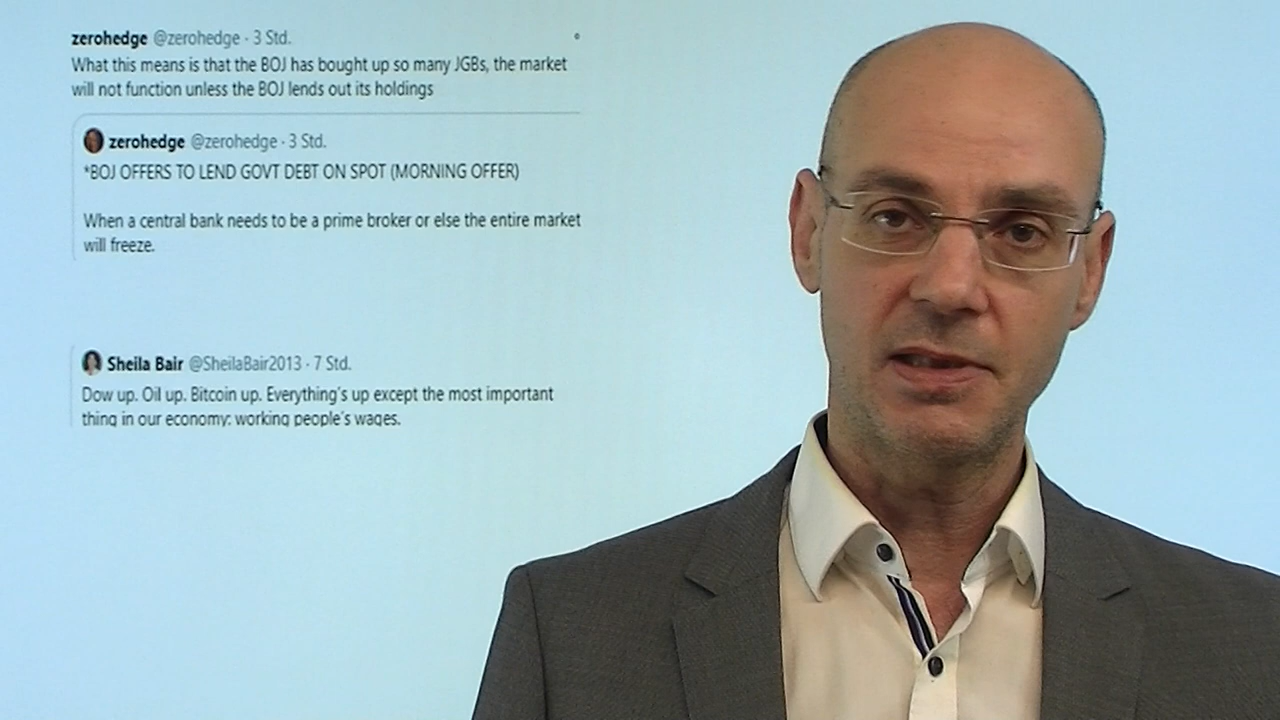 zerohedge @zerohedge · 3 Std.
What this means is that the BOJ has bought up so many JGBs, the market
will not function unless the BOJ lends out its holdings
zerohedge @zerohedge · 3 Std.
*BOJ OFFERS TO LEND GOVT DEBT ON SPOT (MORNING OFFER)
When a central bank needs to be a prime broker or else the entire market
will freeze.
Sheila Bair @SheilaBair2013 · 7 Std.
Dow up. Oil up. Bitcoin up. Everything's up except the most important
thing in our economy: working people's wages.